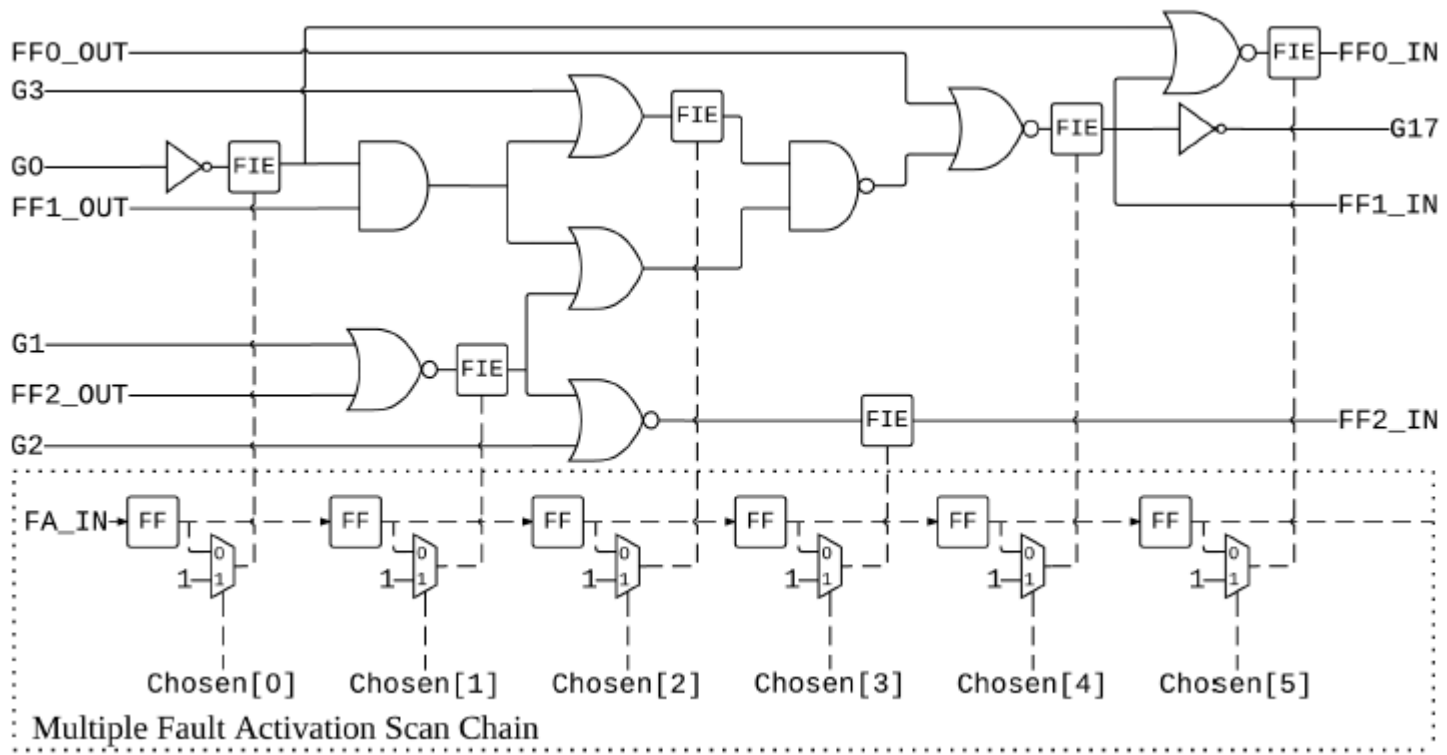 FF0_OUT
FIE
FF0_IN
G3
FIE
FIE
G17
G0
FIE
FF1_OUT
FF1_IN
G1
FIE
FF2_OUT
FIE
FF2_IN
G2
FA_IN
FF
FF
FF
FF
FF
FF
0
0
0
0
0
0
1
1
1
1
1
1
1
1
1
1
1
1
Chosen[0]
Chosen[1]
Chosen[2]
Chosen[3]
Chosen[4]
Chosen[5]
Multiple Fault Activation Scan Chain